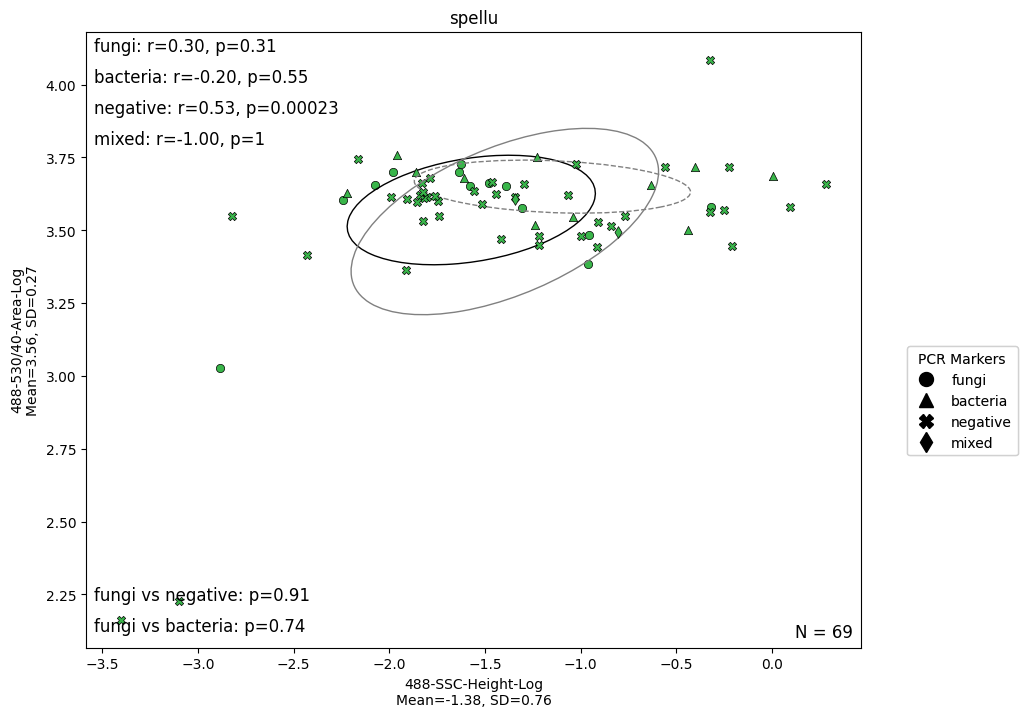 spellu
fungi: r=0.30, p=0.31
bacteria: r=-0.20, p=0.55
negative: r=0.53, p=0.00023
mixed: r=-1.00, p=1
4.00
3.75
3.50
3.25
3.00
2.75
2.50
2.25
488-530/40-Area-Log
Mean=3.56, SD=0.27
PCR Markers
fungi
bacteria
negative
mixed
fungi vs negative: p=0.91
fungi vs bacteria: p=0.74
N = 69
−3.5 −3.0 −2.5 −2.0 −1.5 −1.0 −0.5 0.0
488-SSC-Height-Log
Mean=-1.38, SD=0.76